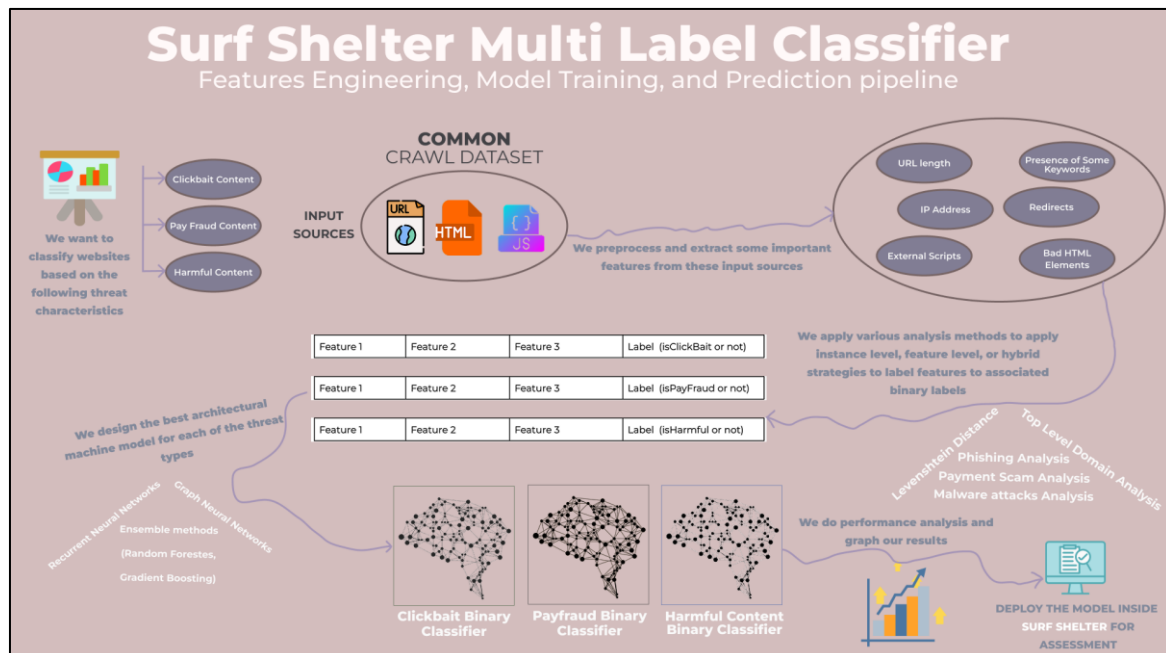 Surf Shelter Multi Label Classifier
Features Engineering, Model Training, and Prediction pipeline
We want to
classify websites
based on the
following threat
characteristics
Clickbait Content
Pay Fraud Content
Harmful Content
INPUT
SOURCES
COMMON
CRAWL DATASET
URL
HTML
{ }
JS
We preprocess and extract some important
features from these input sources
URL length
Presence of Some
Keywords
IP Address
Redirects
External Scripts
Bad HTML
Elements
We apply various analysis methods to apply
instance level, feature level, or hybrid
strategies to label features to associated
binary labels
Levenshtein Distance
Top Level Domain Analysis
Phishing Analysis
Payment Scam Analysis
Malware attacks Analysis
Feature 1 Feature 2 Feature 3 Label (isClickBait or not)
Feature 1 Feature 2 Feature 3 Label (isPayFraud or not)
Feature 1 Feature 2 Feature 3 Label (isHarmful or not)
We design the best architectural
machine model for each of the threat
types
Recurrent Neural Networks
Graph Neural Networks
Ensemble methods
(Random Forestes,
Gradient Boosting)
Clickbait Binary
Classifier
Payfraud Binary
Classifier
Harmful Content
Binary Classifier
We do performance analysis and
graph our results
DEPLOY THE MODEL INSIDE
SURF SHELTER FOR
ASSESSMENT